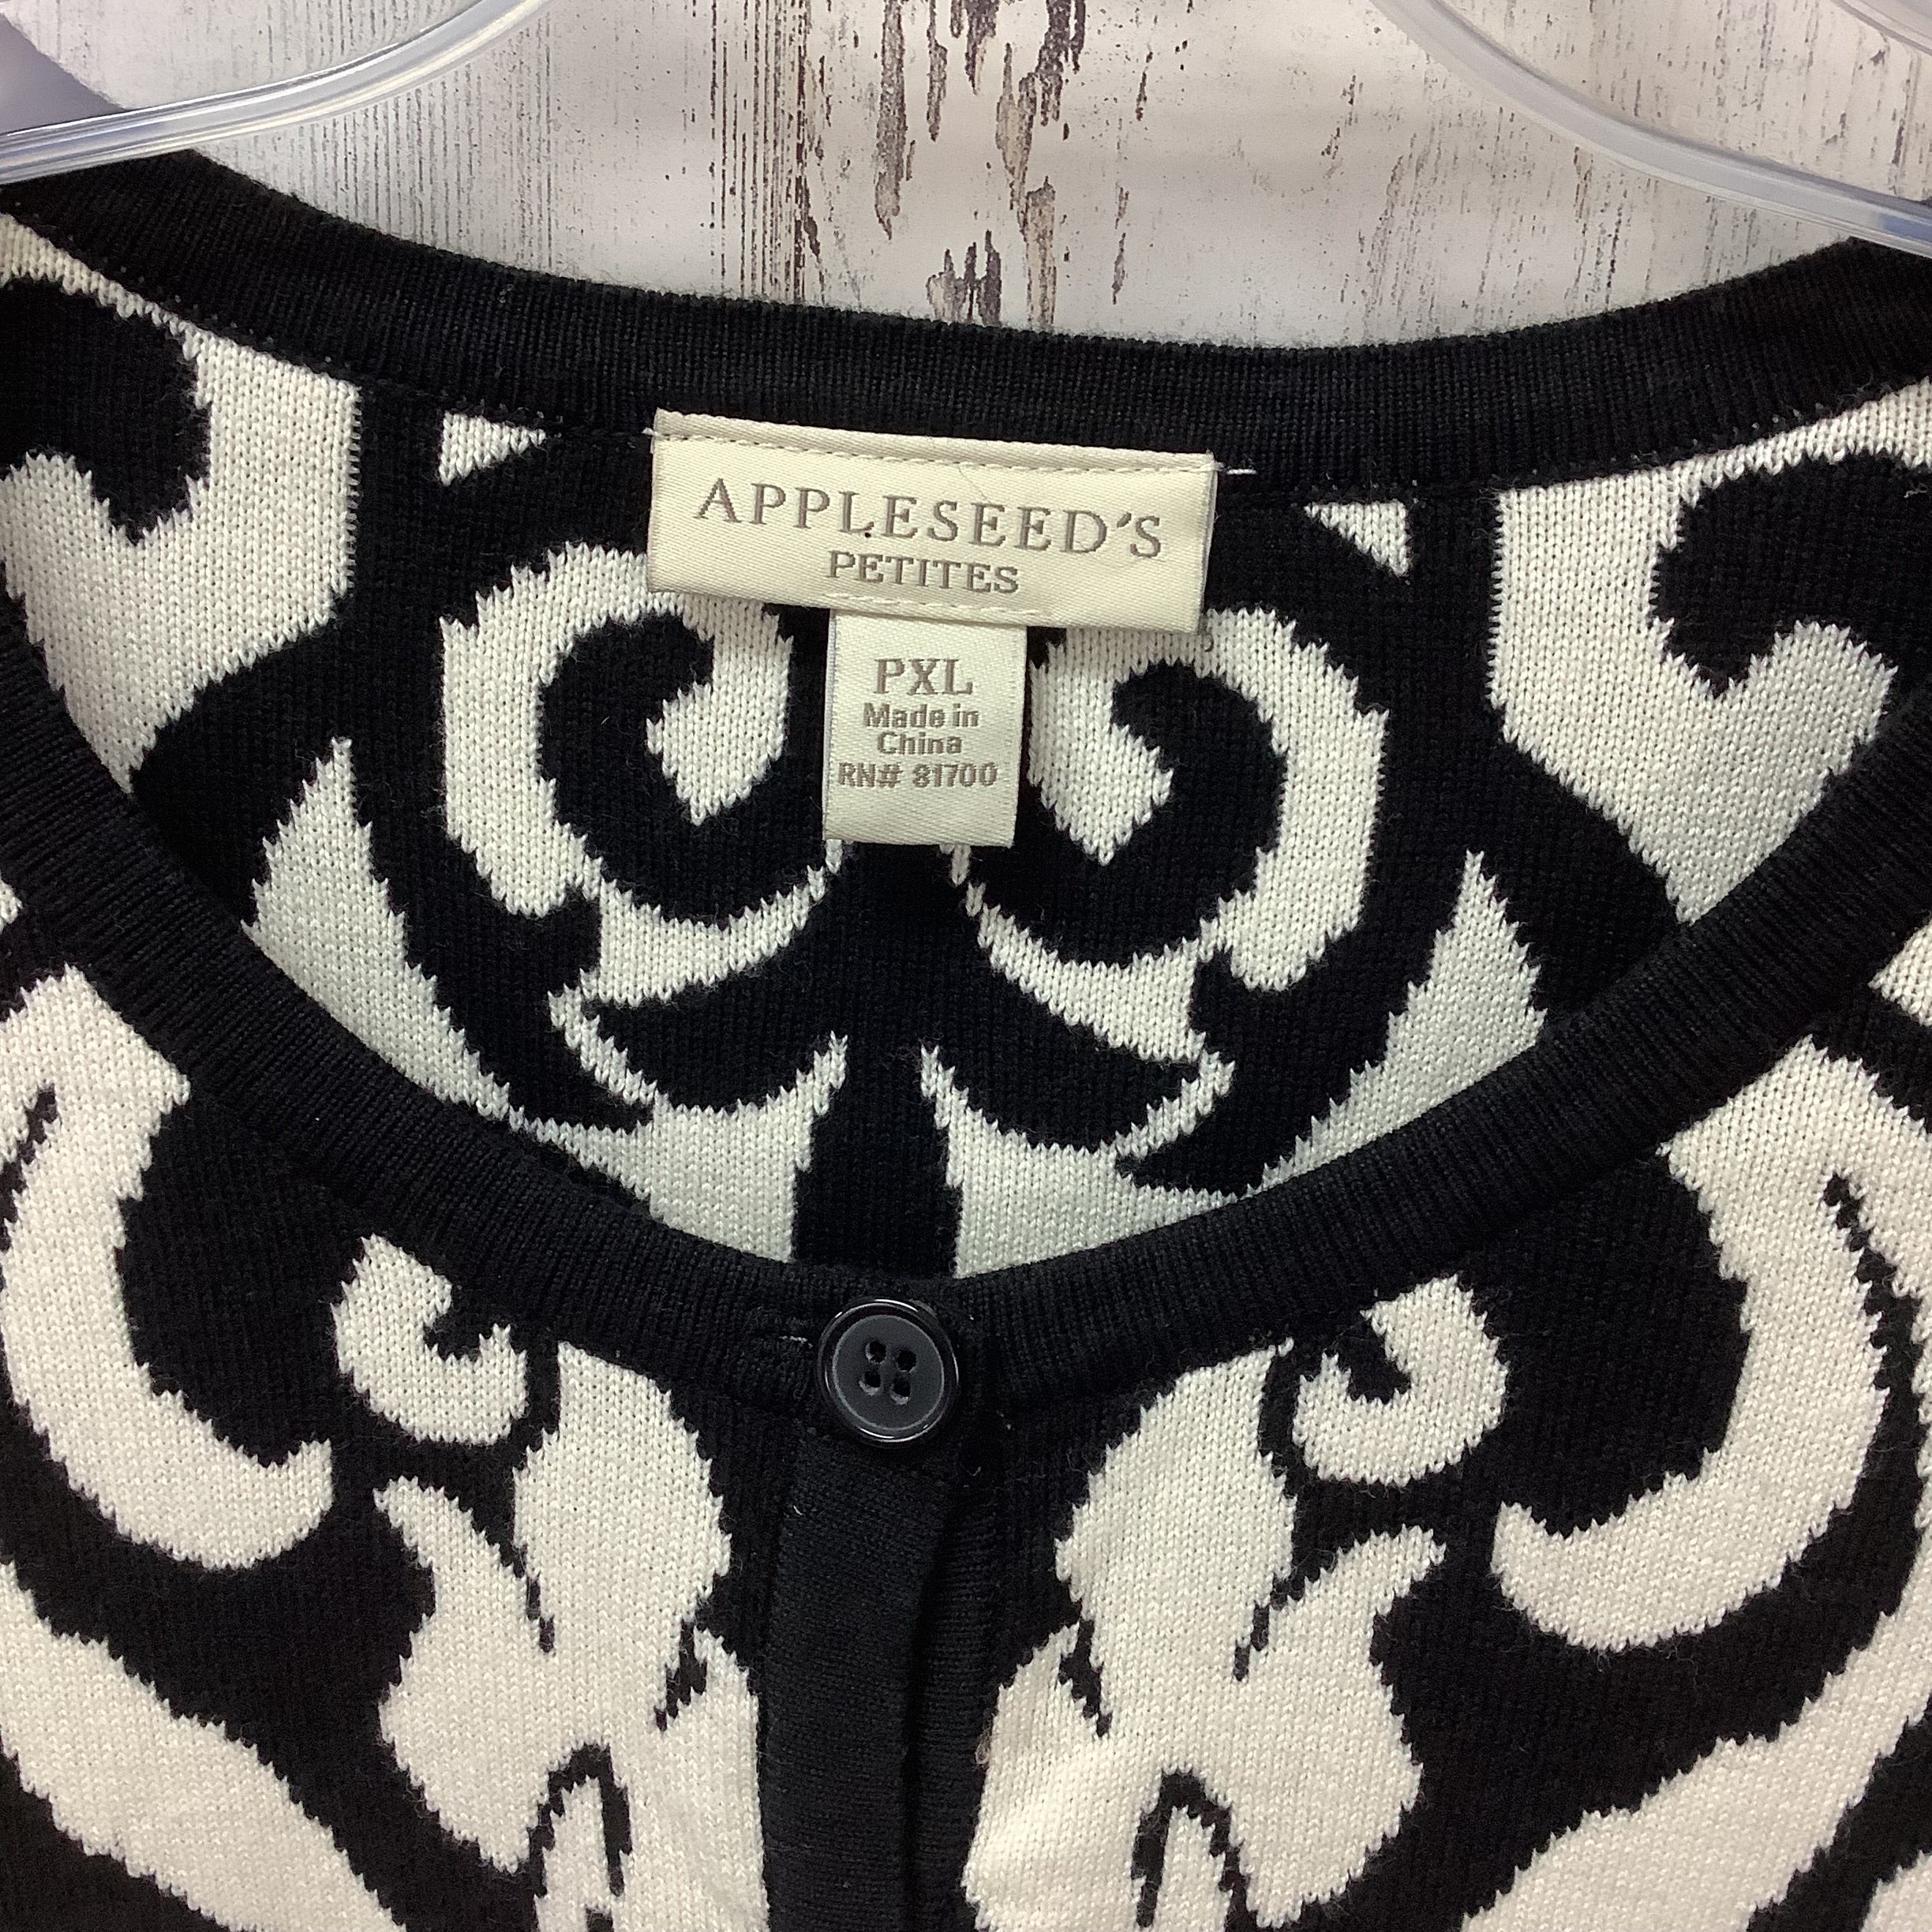 APPLESEED'S
PETITES
PXL
Made in
China
RN# 81700